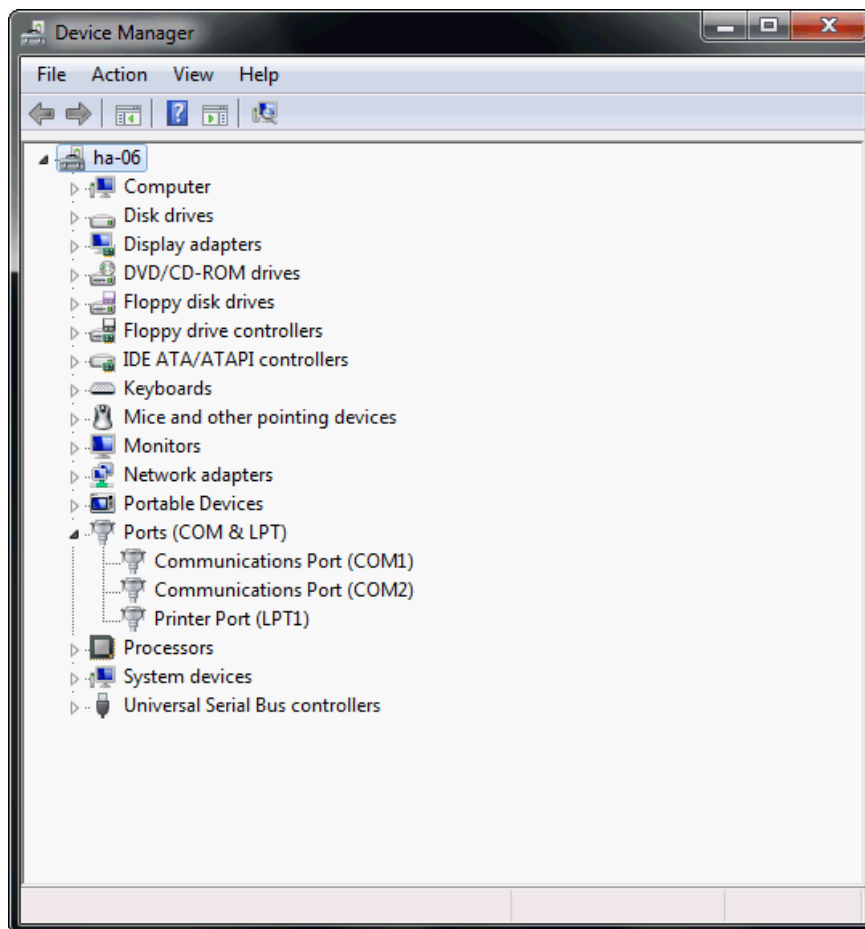 Device Manager
File Action View Help
ha-06
Computer
Disk drives
Display adapters
DVD/CD-ROM drives
Floppy disk drives
Floppy drive controllers
IDE ATA/ATAPI controllers
Keyboards
Mice and other pointing devices
Monitors
Network adapters
Portable Devices
Ports (COM & LPT)
Communications Port (COM1)
Communications Port (COM2)
Printer Port (LPT1)
Processors
System devices
Universal Serial Bus controllers